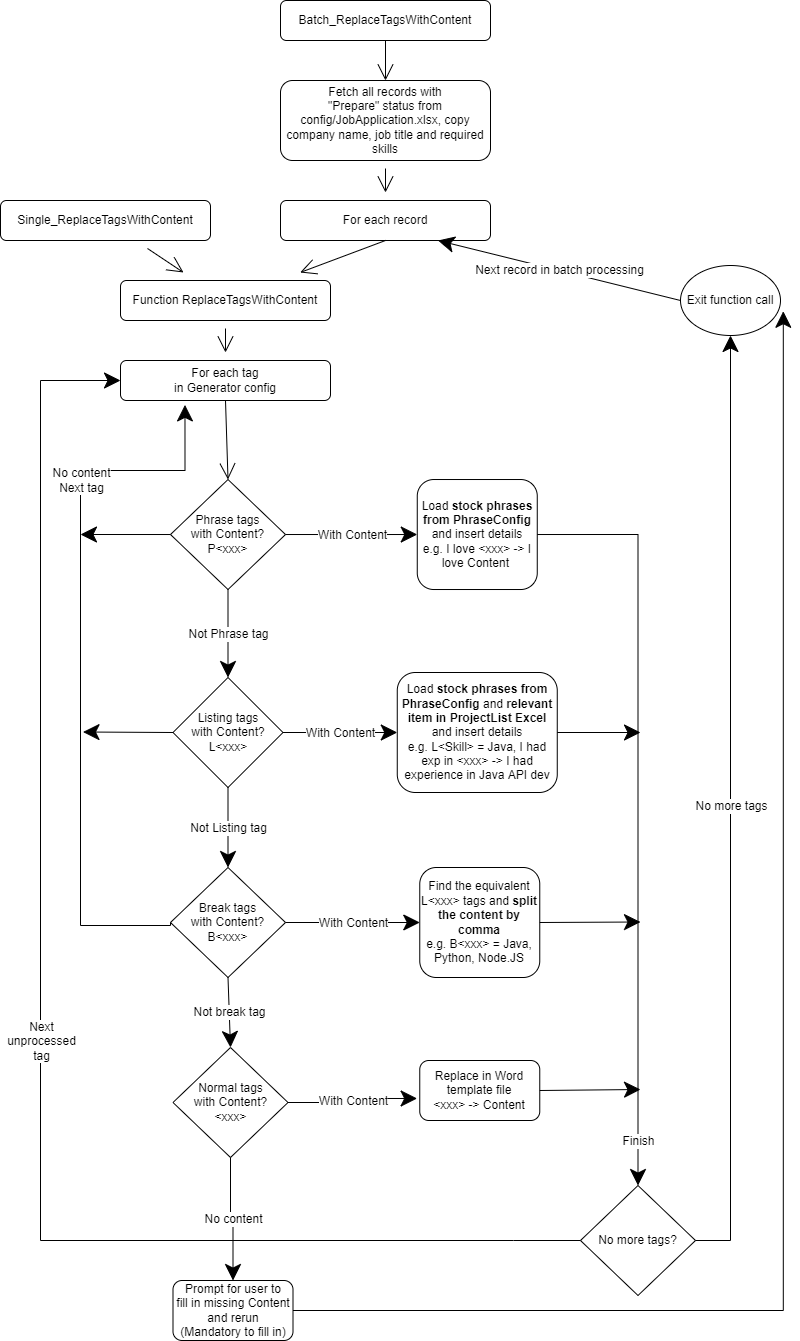 Batch_ReplaceTagsWithContent
Fetch all records with
"Prepare" status from
config/JobApplication.xlsx, copy
company name, job title and required
skills
Single_ReplaceTagsWithContent
For each record
Next record in batch processing
Exit function call
Function ReplaceTagsWithContent
For each tag
in Generator config
No content
Next tag
Phrase tags
with Content?
P<xxx>
With Content
Load stock phrases
from PhraseConfig
and insert details
e.g. I love <xxx> -> I
love Content
Not Phrase tag
Listing tags
with Content?
L<xxx>
With Content
Load stock phrases from
PhraseConfig and relevant
item in ProjectList Excel
and insert details
e.g. L<Skill> = Java, I had
exp in <xxx> -> I had
experience in Java API dev
No more tags
Not Listing tag
Break tags
with Content?
B<xxx>
With Content
Find the equivalent
L<xxx> tags and split
the content by
comma
e.g. B<xxx> = Java,
Python, Node.JS
Not break tag
Next
unprocessed
tag
Normal tags
with Content?
<xxx>
With Content
Replace in Word
template file
<xxx> -> Content
Finish
No content
No more tags?
Prompt for user to
fill in missing Content
and rerun
(Mandatory to fill in)